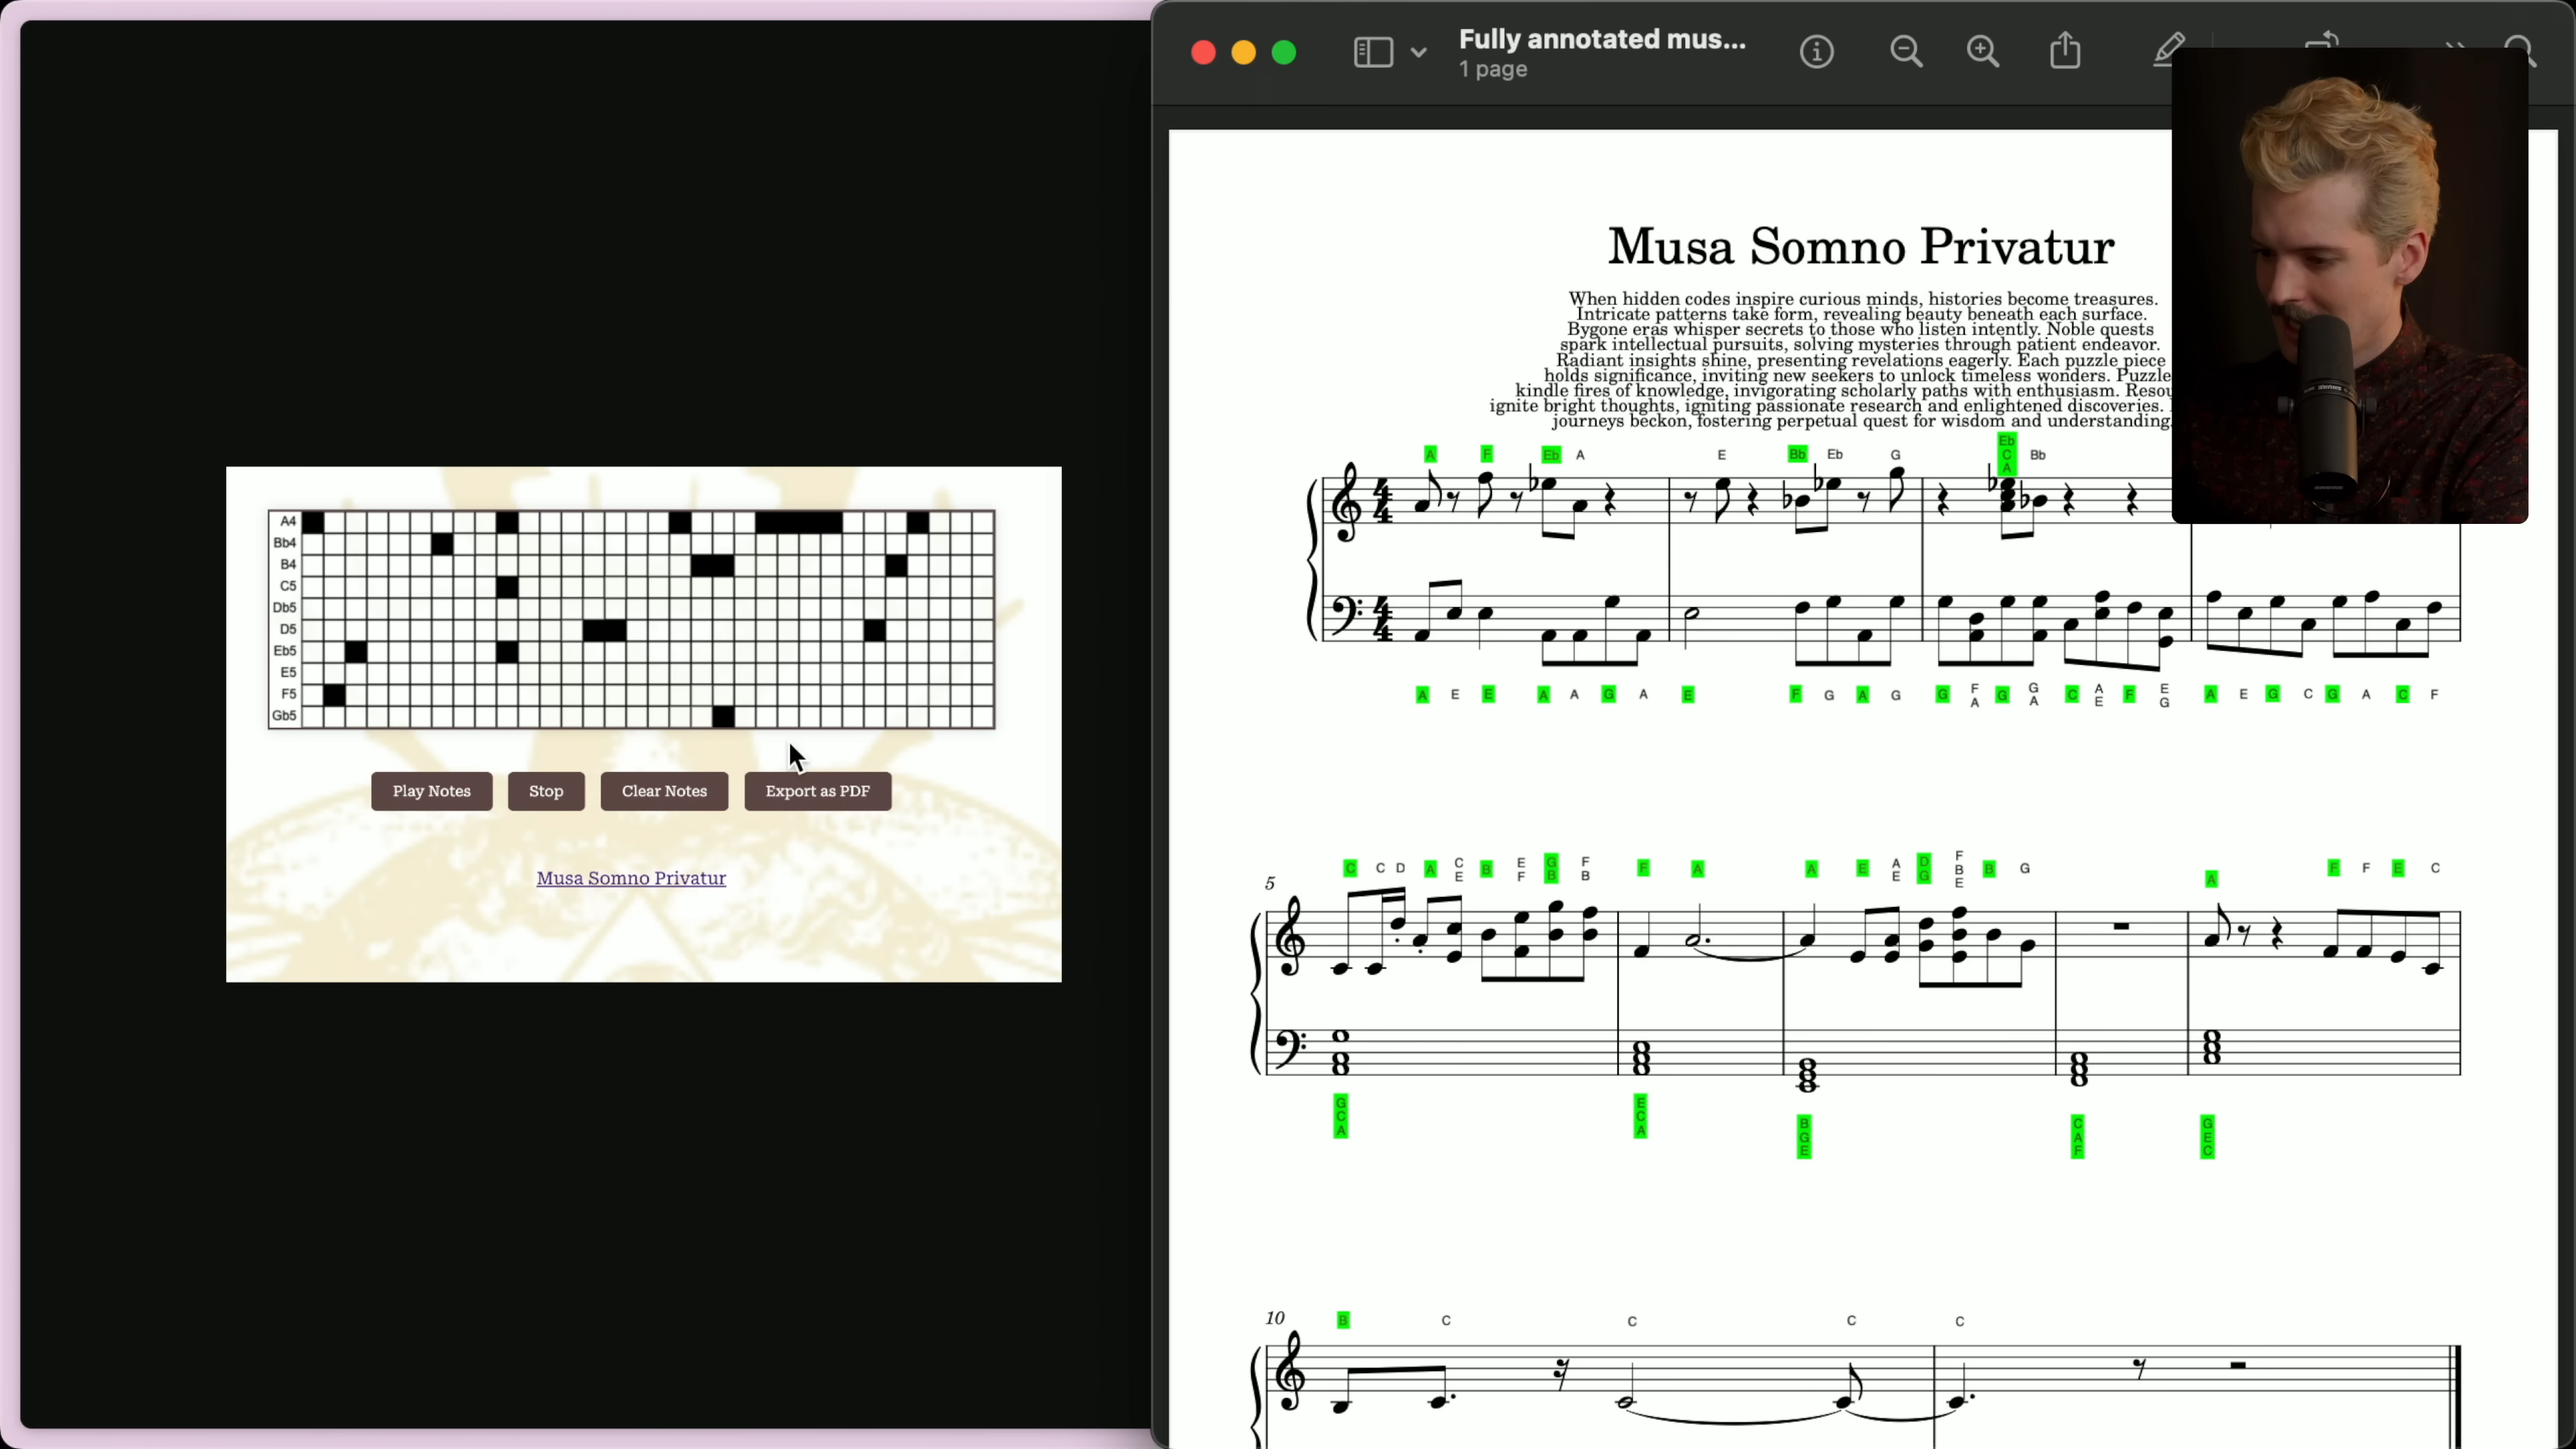 Fully annotated mus...
1 page
A4
Bb4
B4
C5
Db5
D5
Eb5
E5
F5
Gb5
Play Notes
Stop
Clear Notes
Export as PDF
Musa Somno Privatur
Musa Somno Privatur
When hidden codes inspire curious minds, histories become treasures.
Intricate patterns take form, revealing beauty beneath each surface.
Bygone eras whisper secrets to those who listen intently. Noble quests
spark intellectual pursuits, solving mysteries through patient endeavor.
Radiant insights shine, presenting revelations eagerly. Each puzzle piece
holds significance, inviting new seekers to unlock timeless wonders. Puzzle
kindle fires of knowledge, invigorating scholarly paths with enthusiasm. Resou
ignite bright thoughts, igniting passionate research and enlightened discoveries.
journeys beckon, fostering perpetual quest for wisdom and understanding.
Eb
A F Eb A E Bb Eb G C Bb
A
A E E A A G A E F G A G G F G G C A F E A E G C G A C F
A A E G
5
C C D A C B E G F F A A E A D F B G A F F E C
E F B B E G B
E
G E B C G
C C G A E
A A E F C
10
B C C C C